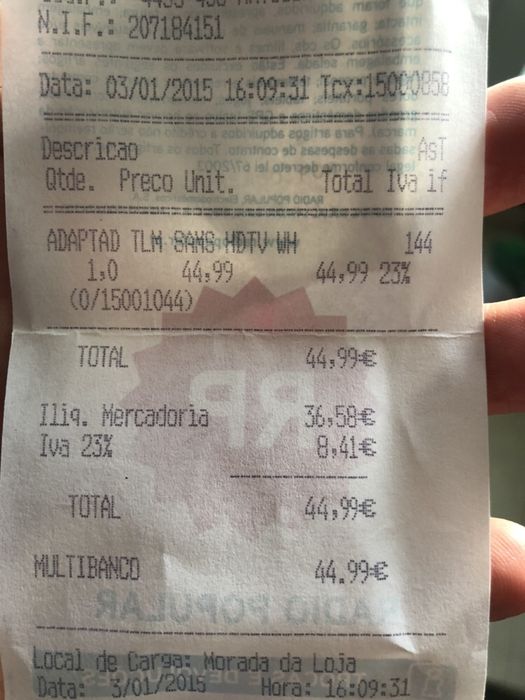 N.I.F.: 207184151
Data: 03/01/2015 16:09:31 Tcx:15000858
Descricao AsT
Qtde. Preco Unit. Total Iva if
ADAPTAD TLM SAMS HDTV WH 144
1,0 44,99 44,99 23%
(0/15001044)
TOTAL 44,99€
Iliq. Mercadoria 36,58€
Iva 23% 8,41€
TOTAL 44,99€
MULTIBANCO 44.99€
RADIO POPULAR
Local de Carga: Morada da Loja
Data: 3/01/2015 Hora: 16:09:31